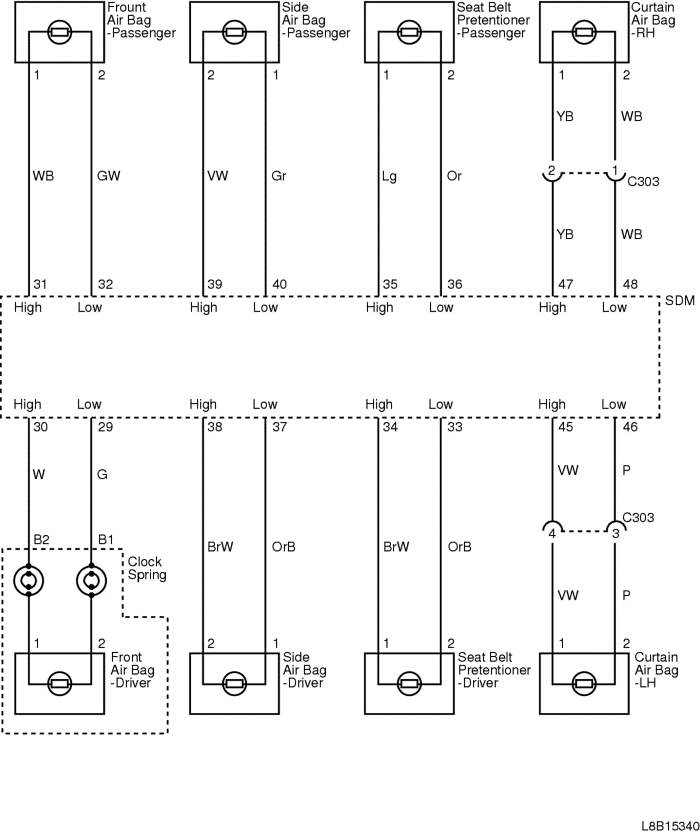 Frount
Air Bag
-Passenger
Side
Air Bag
-Passenger
Seat Belt
Pretentioner
-Passenger
Curtain
Air Bag
-RH
1 2 2 1 1 2 1 2
YB WB
WB GW VW Gr Lg Or
2 1 C303
YB WB
31 32 39 40 35 36 47 48
SDM
High Low High Low High Low High Low
High Low High Low High Low High Low
30 29 38 37 34 33 45 46
W G VW P
C303
4 3
B2 B1 BrW OrB BrW OrB
Clock
Spring
VW P
1 2 2 1 1 2 1 2
Front
Air Bag
-Driver
Side
Air Bag
-Driver
Seat Belt
Pretentioner
-Driver
Curtain
Air Bag
-LH
L8B15340